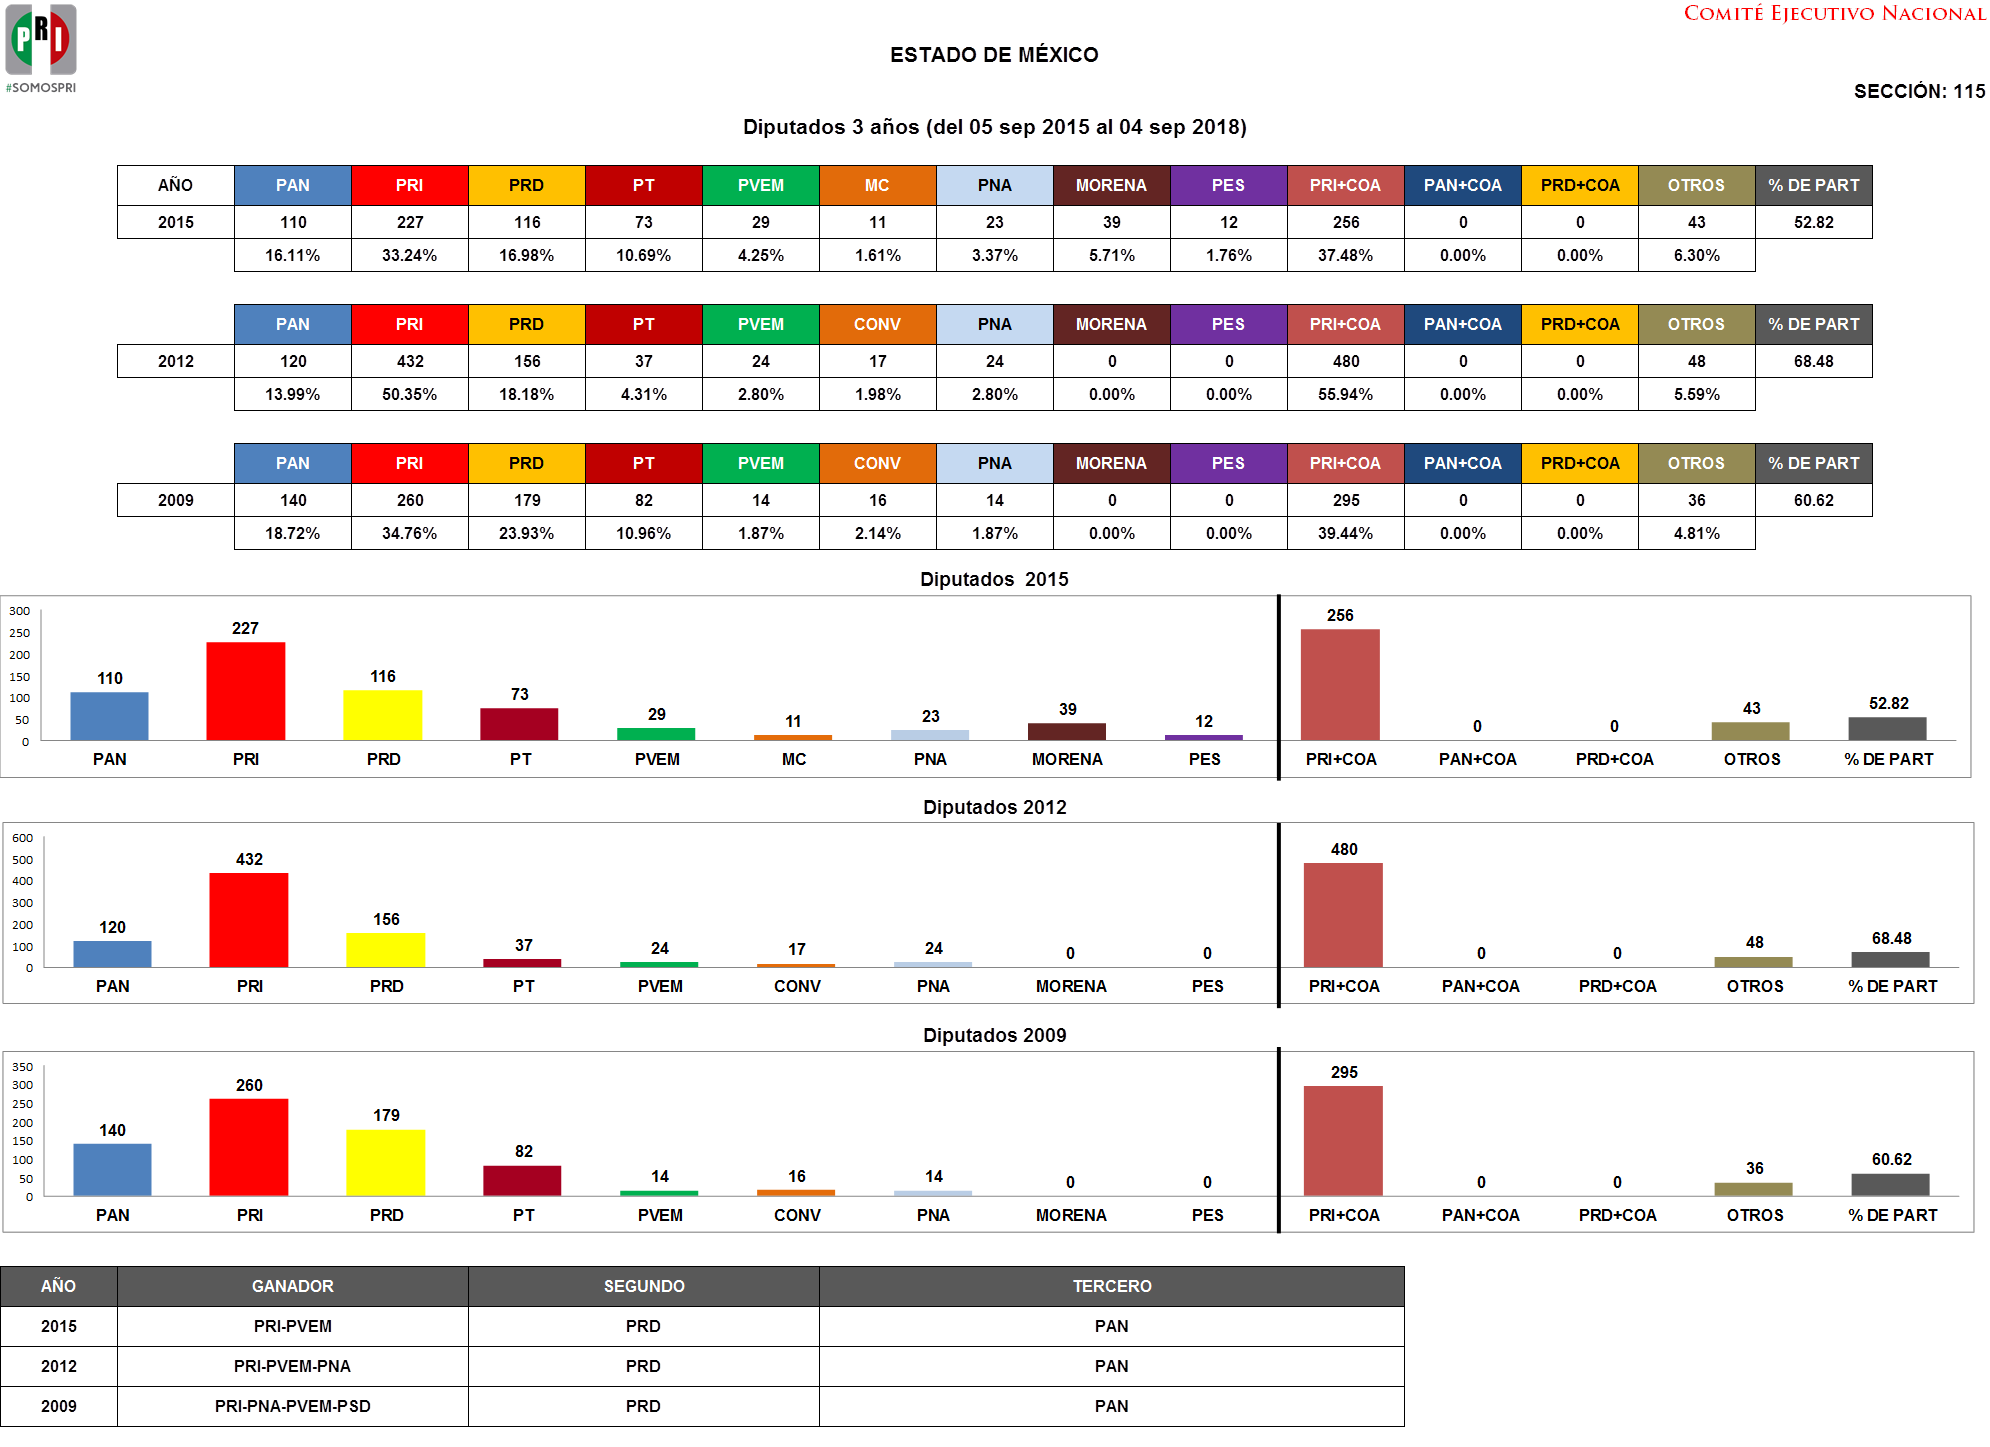 PRI
#SOMOSPRI
COMITÉ EJECUTIVO NACIONAL
ESTADO DE MÉXICO
SECCIÓN: 115
Diputados 3 años (del 05 sep 2015 al 04 sep 2018)
AÑO PAN PRI PRD PT PVEM MC PNA MORENA PES PRI+COA PAN+COA PRD+COA OTROS % DE PART
2015 110 227 116 73 29 11 23 39 12 256 0 0 43 52.82
16.11% 33.24% 16.98% 10.69% 4.25% 1.61% 3.37% 5.71% 1.76% 37.48% 0.00% 0.00% 6.30%
PAN PRI PRD PT PVEM CONV PNA MORENA PES PRI+COA PAN+COA PRD+COA OTROS % DE PART
2012 120 432 156 37 24 17 24 0 0 480 0 0 48 68.48
13.99% 50.35% 18.18% 4.31% 2.80% 1.98% 2.80% 0.00% 0.00% 55.94% 0.00% 0.00% 5.59%
PAN PRI PRD PT PVEM CONV PNA MORENA PES PRI+COA PAN+COA PRD+COA OTROS % DE PART
2009 140 260 179 82 14 16 14 0 0 295 0 0 36 60.62
18.72% 34.76% 23.93% 10.96% 1.87% 2.14% 1.87% 0.00% 0.00% 39.44% 0.00% 0.00% 4.81%
Diputados 2015
300
250
200
150
100
50
0
110 227 116 73 29 11 23 39 12 256 0 0 43 52.82
PAN PRI PRD PT PVEM MC PNA MORENA PES PRI+COA PAN+COA PRD+COA OTROS % DE PART
Diputados 2012
600
500
400
300
200
100
0
120 432 156 37 24 17 24 0 0 480 0 0 48 68.48
PAN PRI PRD PT PVEM CONV PNA MORENA PES PRI+COA PAN+COA PRD+COA OTROS % DE PART
Diputados 2009
350
300
250
200
150
100
50
0
140 260 179 82 14 16 14 0 0 295 0 0 36 60.62
PAN PRI PRD PT PVEM CONV PNA MORENA PES PRI+COA PAN+COA PRD+COA OTROS % DE PART
AÑO GANADOR SEGUNDO TERCERO
2015 PRI-PVEM PRD PAN
2012 PRI-PVEM-PNA PRD PAN
2009 PRI-PNA-PVEM-PSD PRD PAN